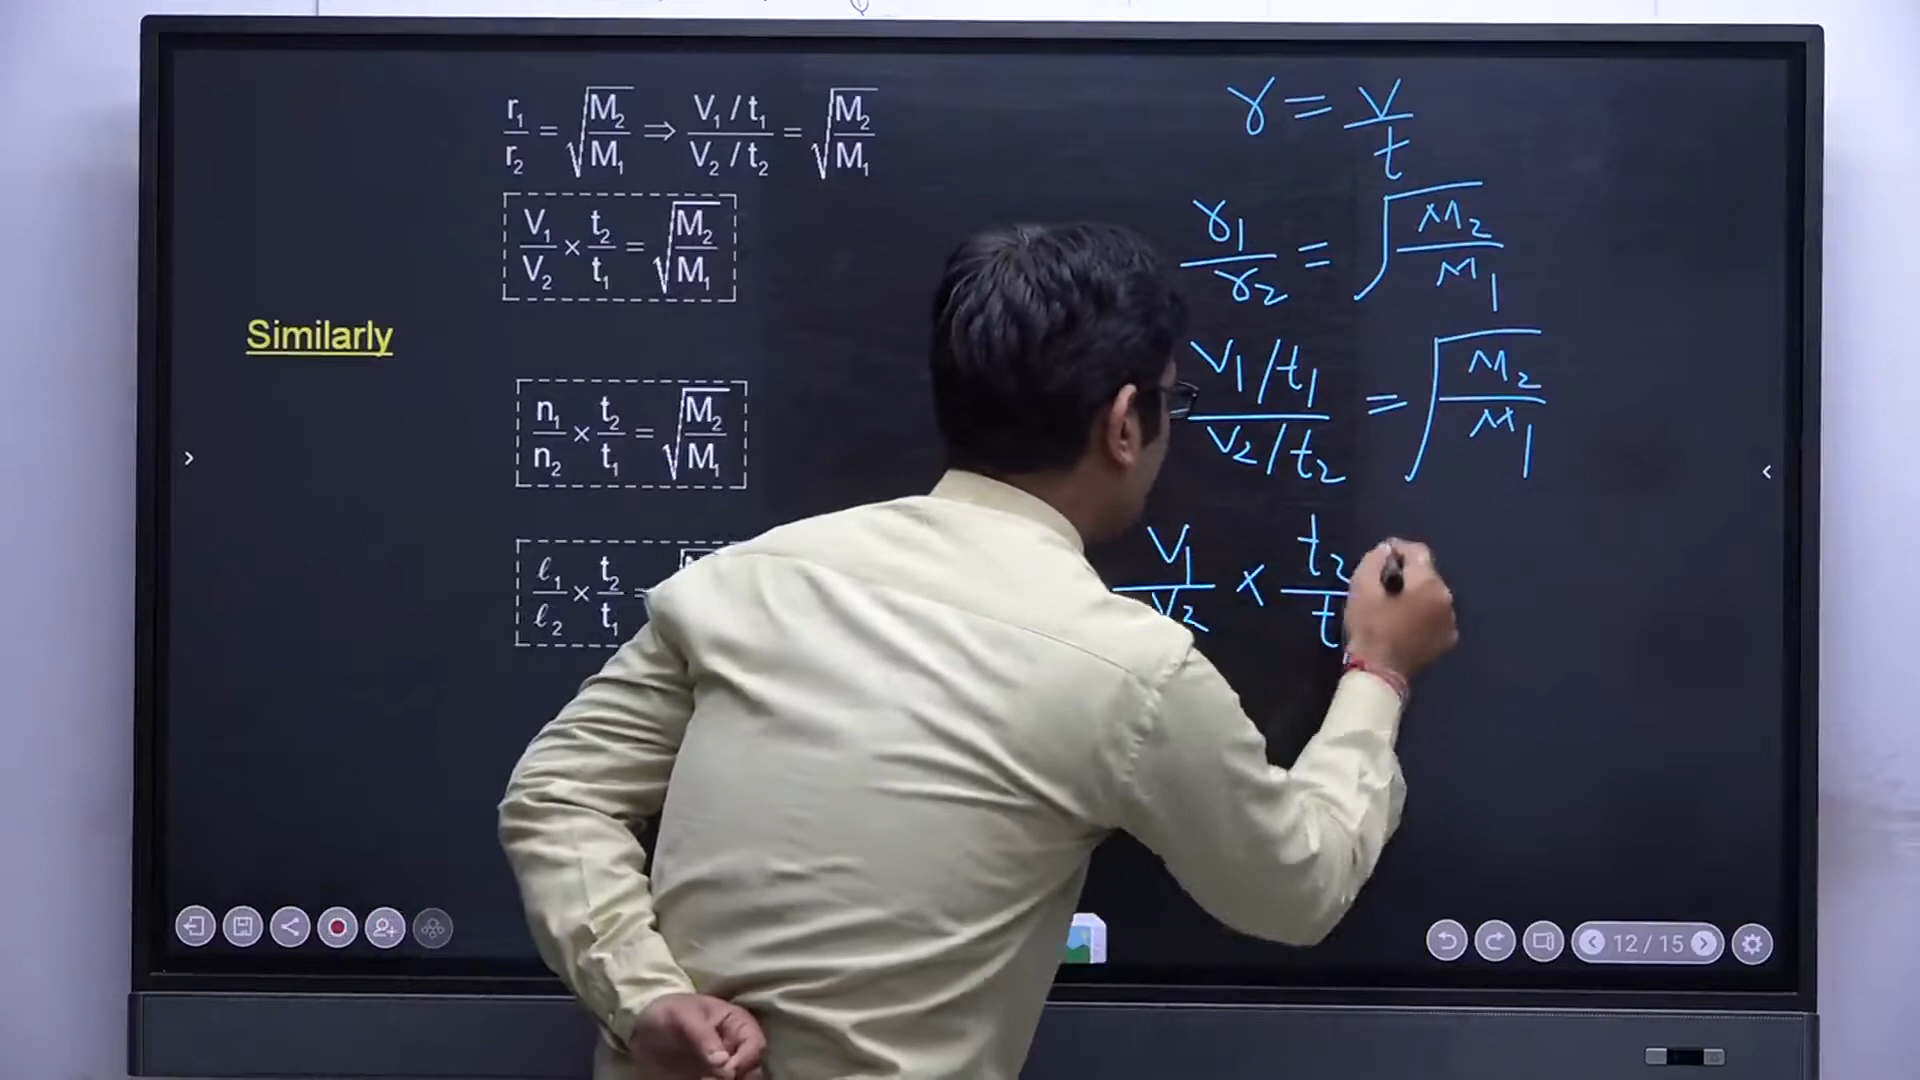 r₁/r₂ = √(M₂/M₁) ⇒ (V₁ / t₁)/(V₂ / t₂) = √(M₂/M₁)
V₁/V₂ × t₂/t₁ = √(M₂/M₁)
Similarly
n₁/n₂ × t₂/t₁ = √(M₂/M₁)
ℓ₁/ℓ₂ × t₂/t₁ =
r = V/t
r₁/r₂ = √(M₂/M₁)
(V₁/t₁)/(V₂/t₂) = √(M₂/M₁)
V₁/V₂ × t₂/t
12 / 15